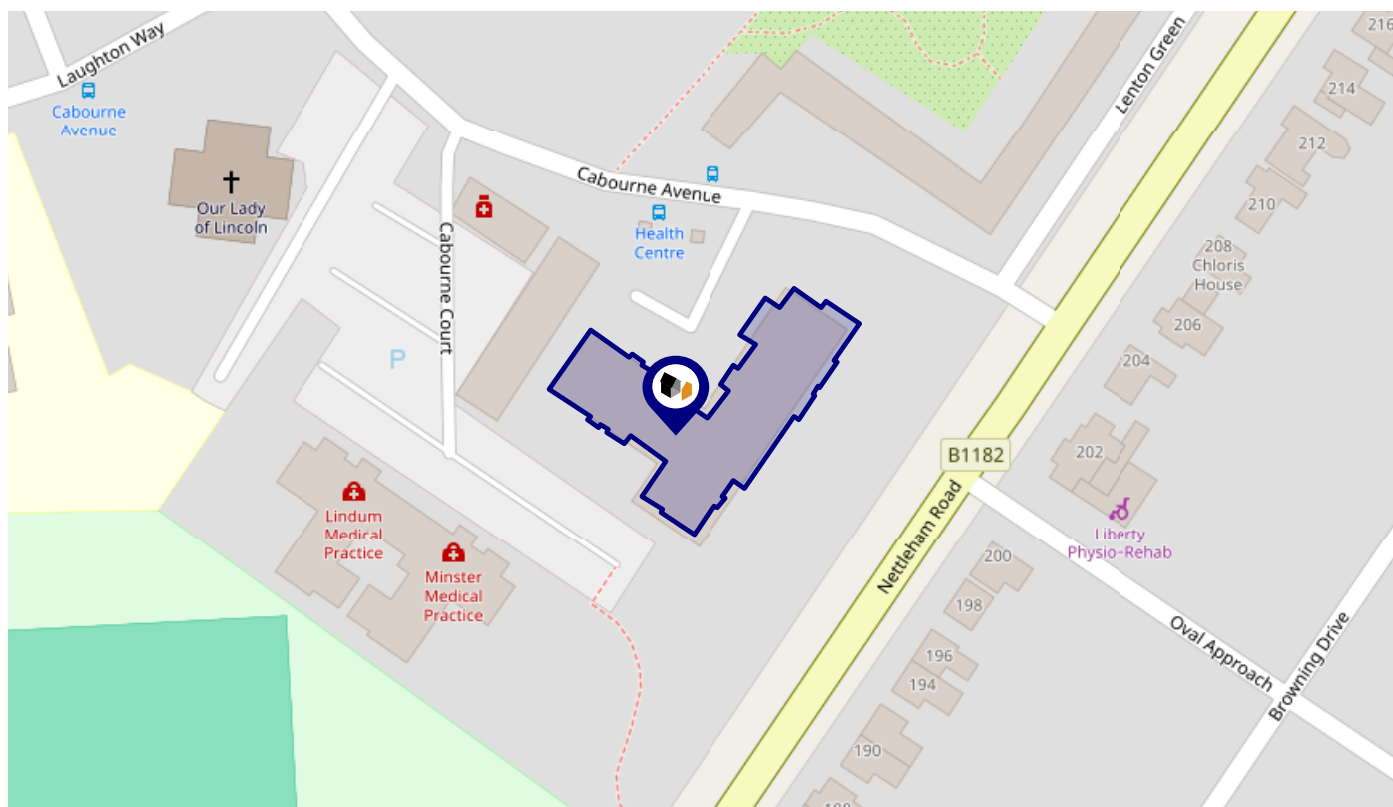 216
Laughton Way
Lenton Green
214
Cabourne
Avenue
212
Our Lady
of Lincoln
Cabourne Avenue
210
Health
Centre
208
Chloris
House
Cabourne Court
206
P
204
202
B1182
Nettleham Road
Lindum
Medical
Practice
Liberty
Physio-Rehab
Minster
Medical
Practice
200
198
Oval Approach
Browning Drive
196
194
190
188